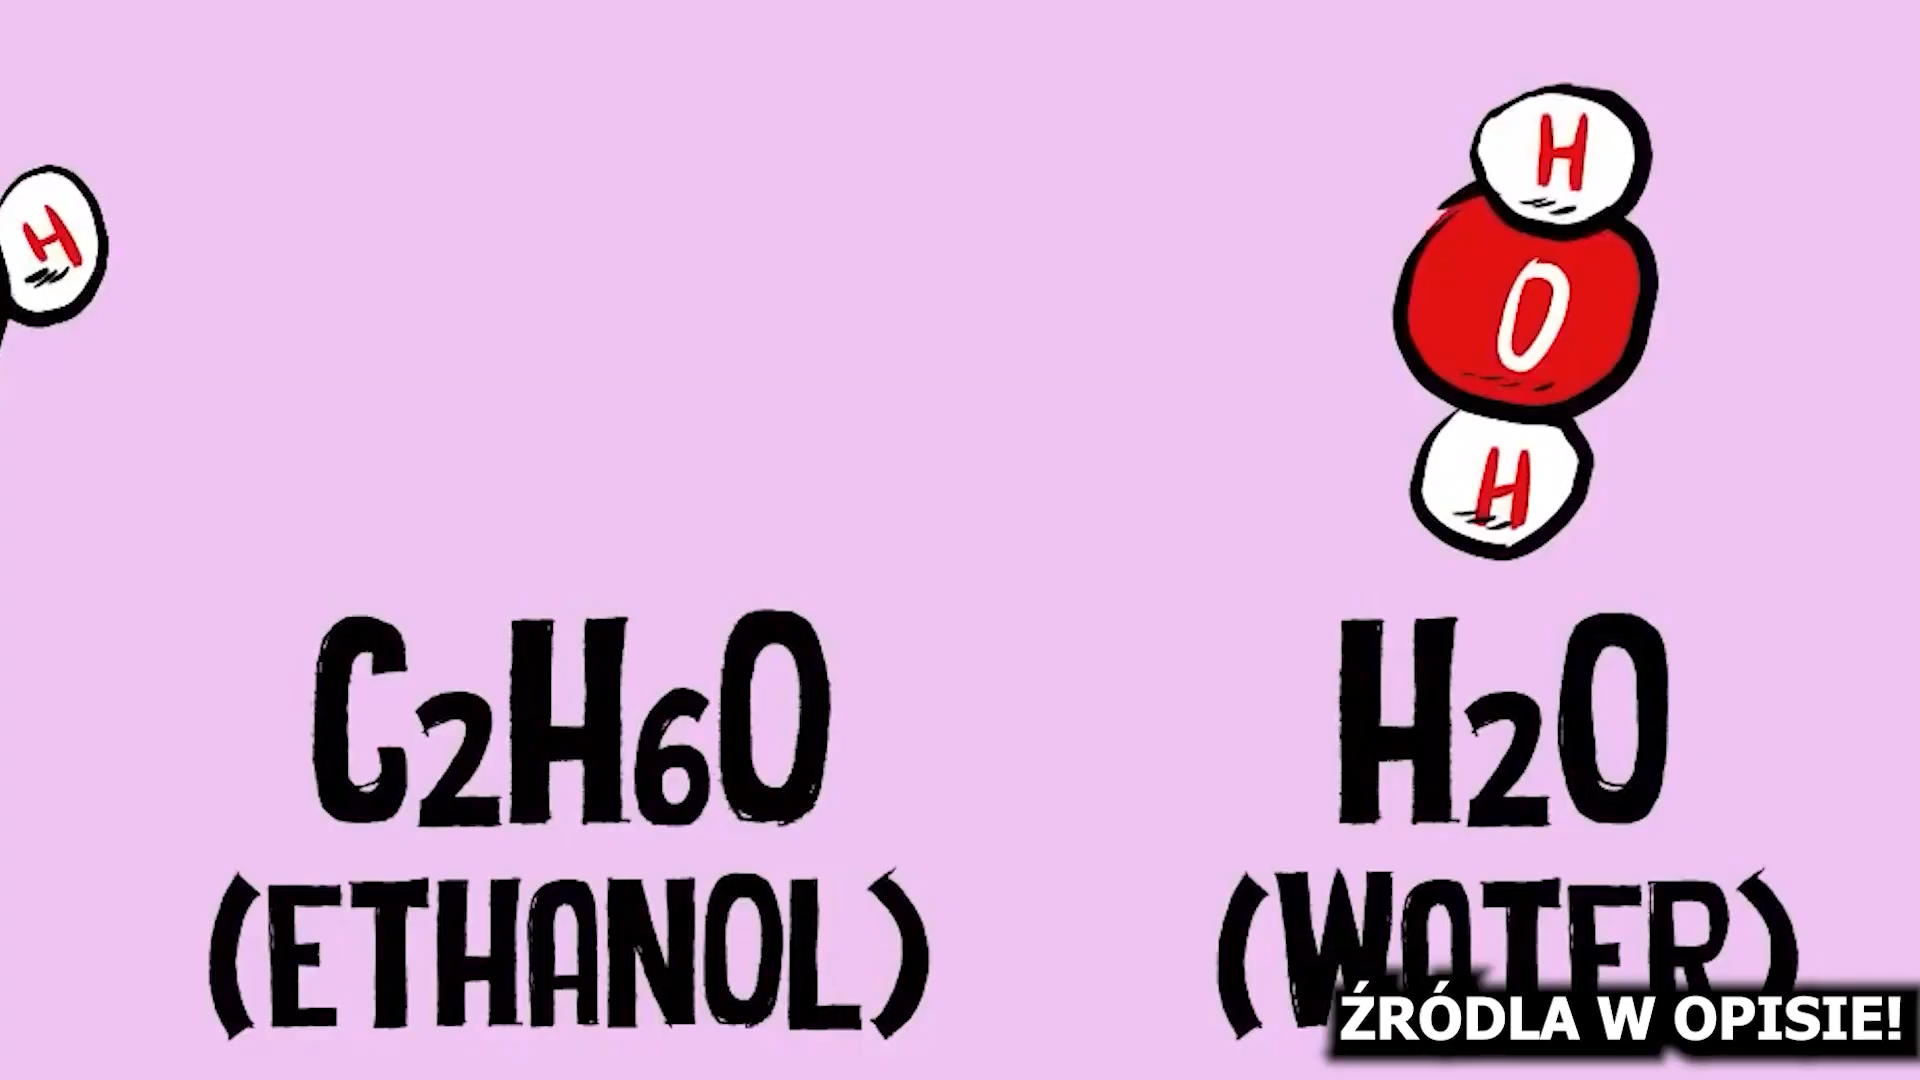 H
H
O
H
C2H6O
H2O
(ETHANOL)
(WATER)
ŹRÓDLA W OPISIE!